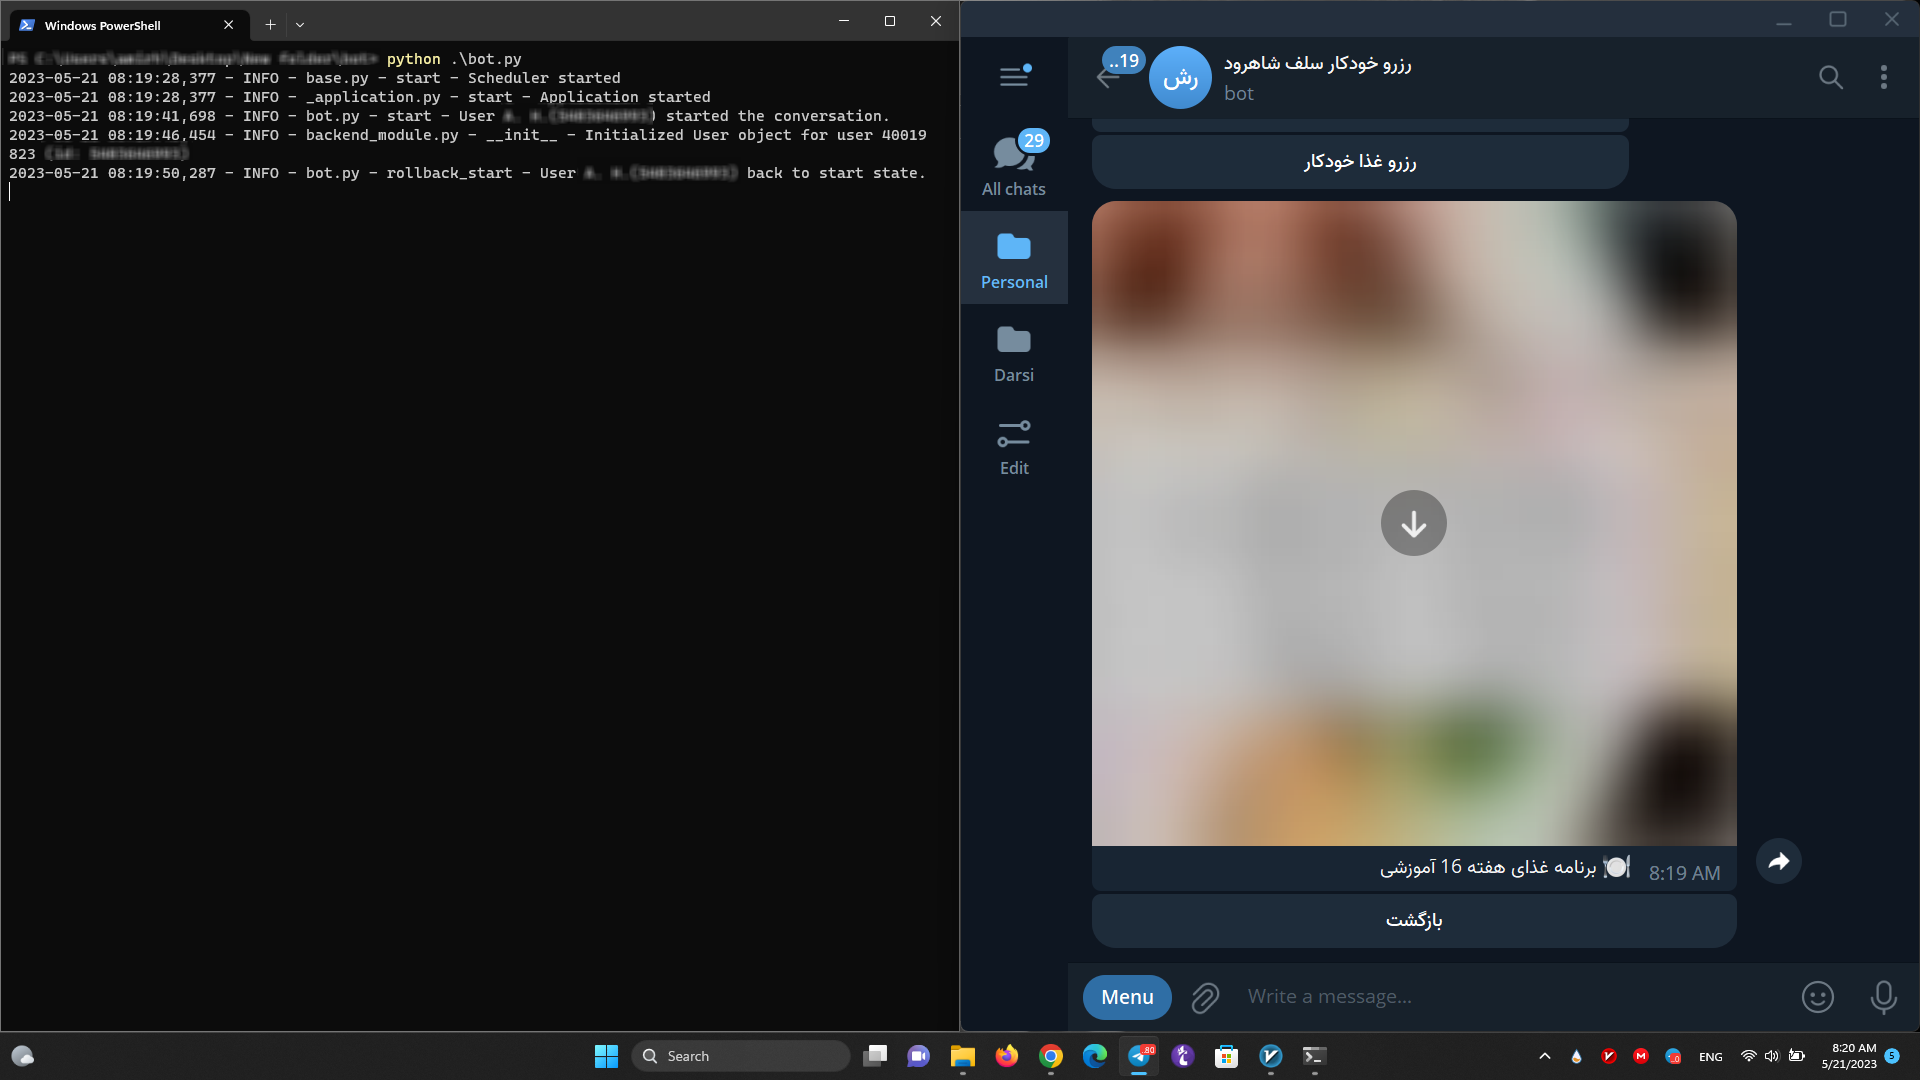 Windows PowerShell
python .\bot.py
2023-05-21 08:19:28,377 - INFO - base.py - start - Scheduler started
2023-05-21 08:19:28,377 - INFO - _application.py - start - Application started
2023-05-21 08:19:41,698 - INFO - bot.py - start - User started the conversation.
2023-05-21 08:19:46,454 - INFO - backend_module.py - __init__ - Initialized User object for user 40019
823
2023-05-21 08:19:50,287 - INFO - bot.py - rollback_start - User back to start state.
..19
رش
رزرو خودکار سلف شاهرود
bot
29
All chats
Personal
Darsi
Edit
رزرو غذا خودکار
🍽 برنامه غذای هفته 16 آموزشی
8:19 AM
بازگشت
Menu
Write a message...
Search
ENG
8:20 AM
5/21/2023
5